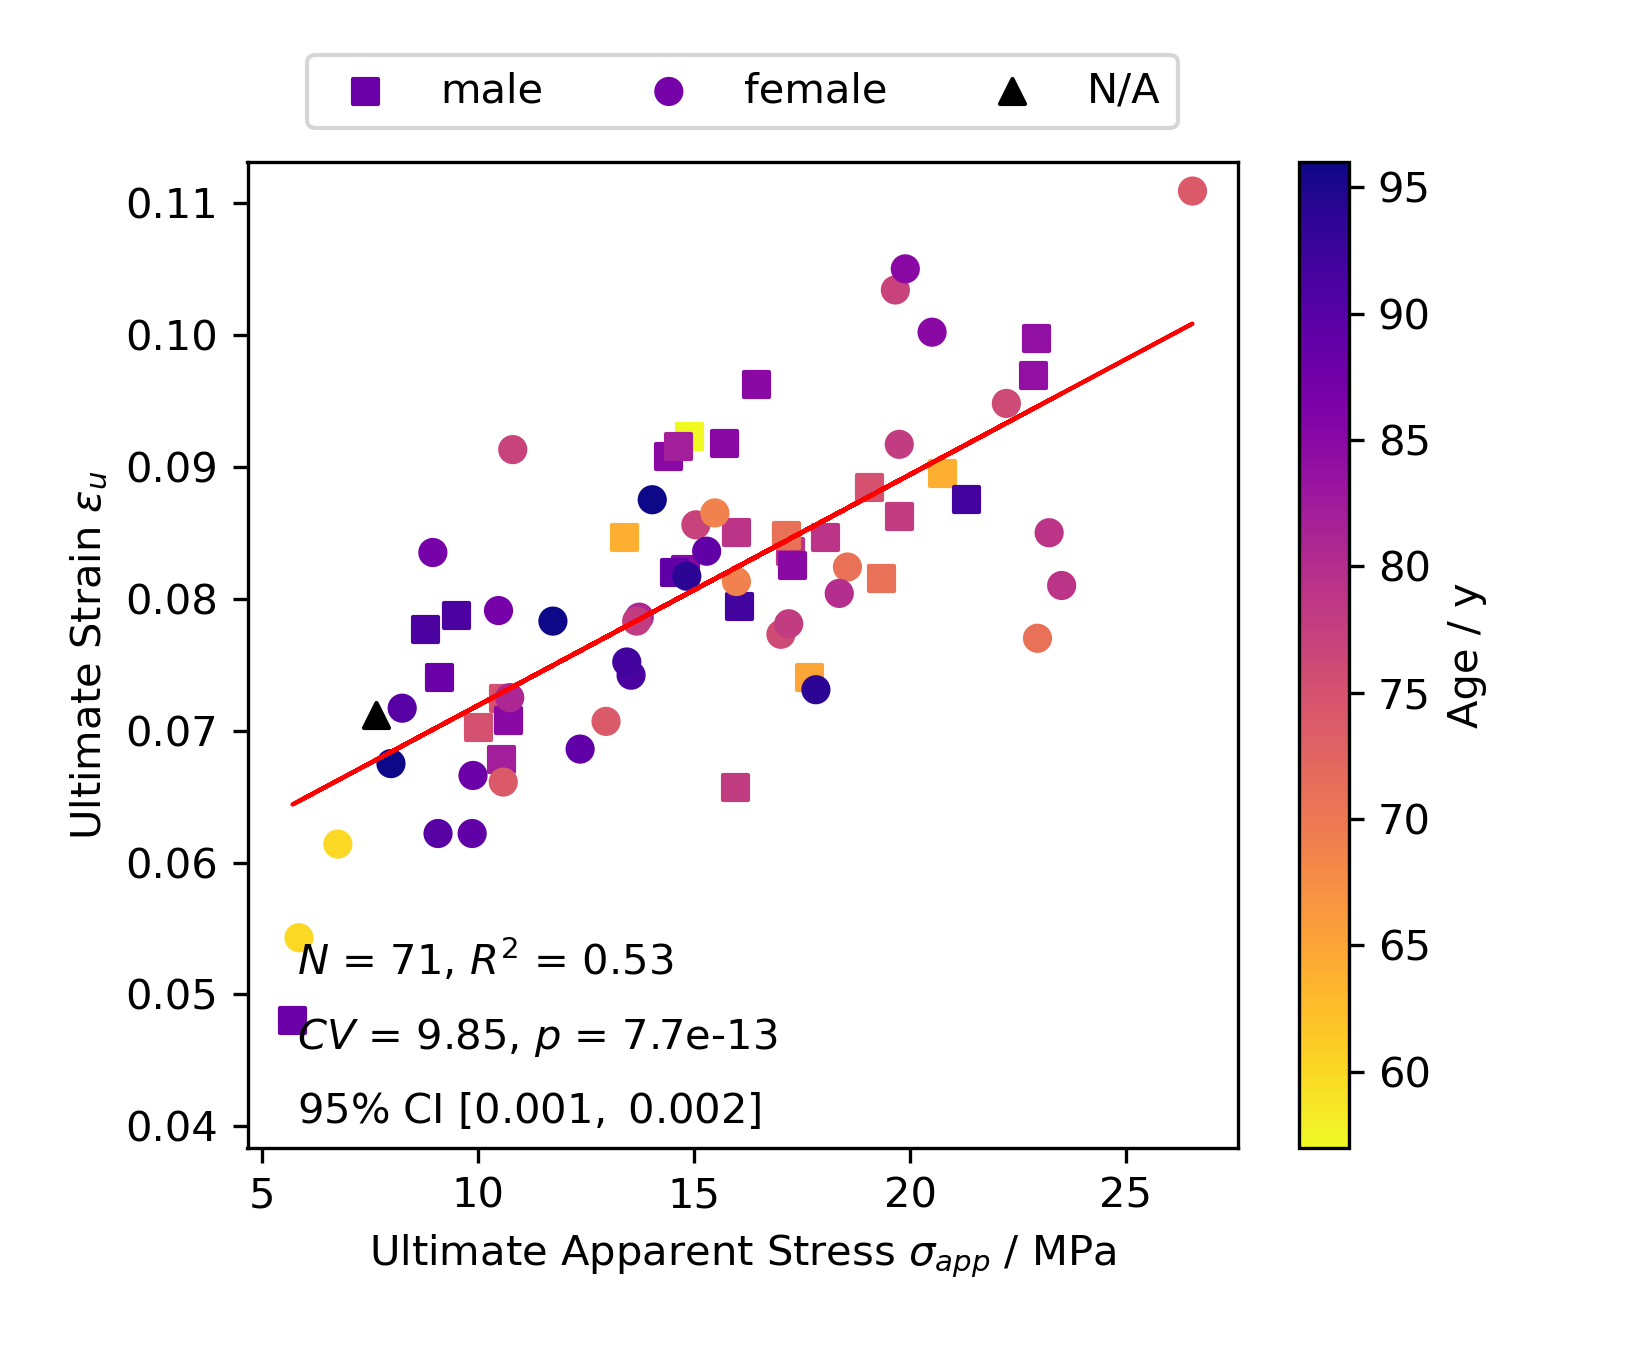 male female N/A
0.11
0.10
0.09
0.08
0.07
0.06
0.05
0.04
Ultimate Strain εu
N = 71, R² = 0.53
CV = 9.85, p = 7.7e-13
95% CI [0.001, 0.002]
5 10 15 20 25
Ultimate Apparent Stress σapp / MPa
95
90
85
80
75
70
65
60
Age / y